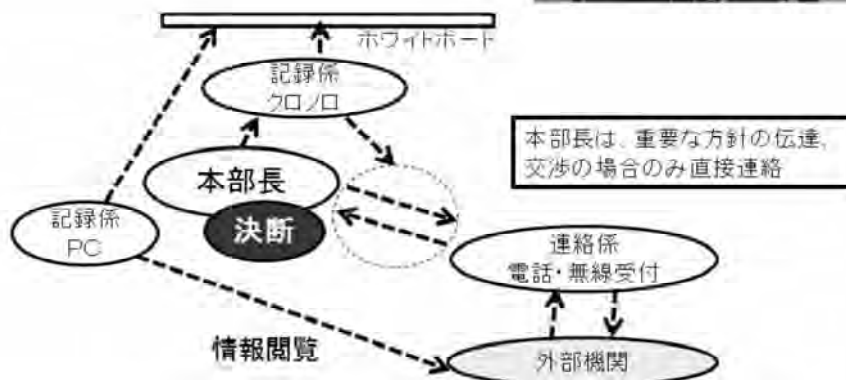 ホワイトボード
記録係
クロノロ
本部長は、重要な方針の伝達、
交渉の場合のみ直接連絡
本部長
決断
記録係
PC
連絡係
電話・無線受付
情報閲覧
外部機関